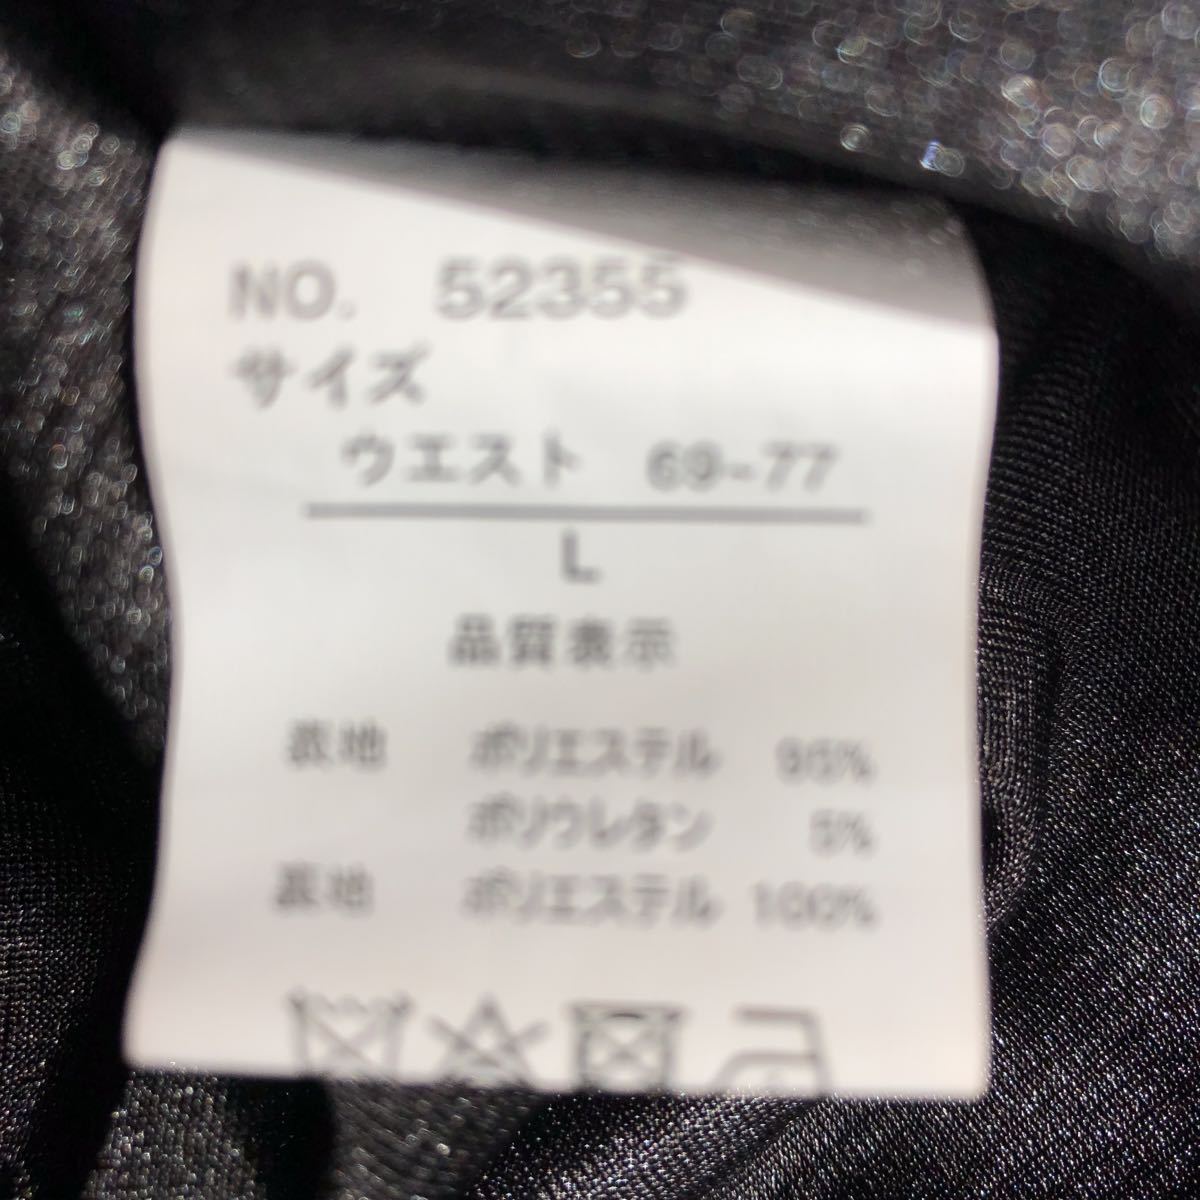 NO. 52355
サイズ
ウエスト 69-77
L
品質表示
表地 ポリエステル 95%
ポリウレタン 5%
裏地 ポリエステル 100%